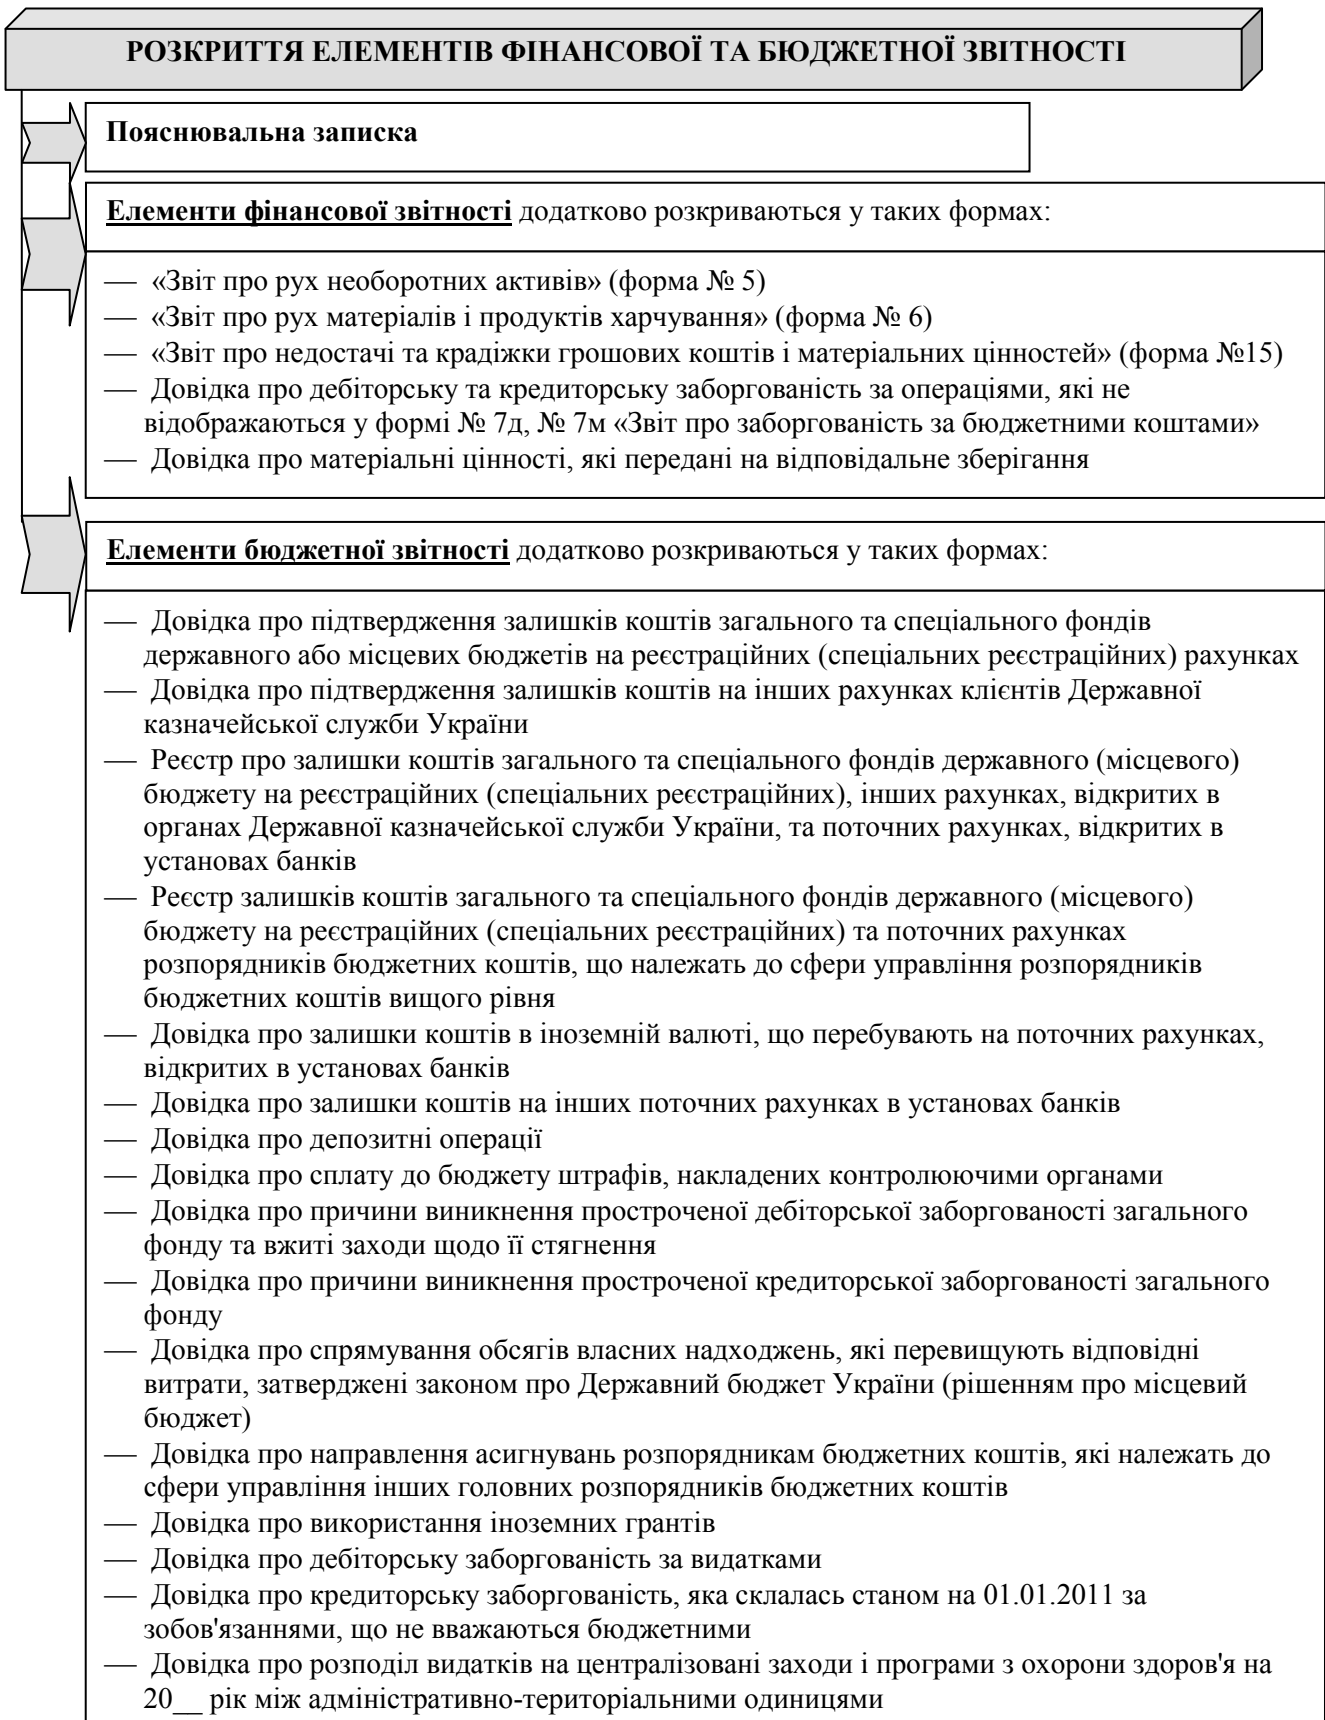 РОЗКРИТТЯ ЕЛЕМЕНТІВ ФІНАНСОВОЇ ТА БЮДЖЕТНОЇ ЗВІТНОСТІ
Пояснювальна записка
Елементи фінансової звітності додатково розкриваються у таких формах:
— «Звіт про рух необоротних активів» (форма № 5)
— «Звіт про рух матеріалів і продуктів харчування» (форма № 6)
— «Звіт про недостачі та крадіжки грошових коштів і матеріальних цінностей» (форма №15)
— Довідка про дебіторську та кредиторську заборгованість за операціями, які не
відображаються у формі № 7д, № 7м «Звіт про заборгованість за бюджетними коштами»
— Довідка про матеріальні цінності, які передані на відповідальне зберігання
Елементи бюджетної звітності додатково розкриваються у таких формах:
— Довідка про підтвердження залишків коштів загального та спеціального фондів
державного або місцевих бюджетів на реєстраційних (спеціальних реєстраційних) рахунках
— Довідка про підтвердження залишків коштів на інших рахунках клієнтів Державної
казначейської служби України
— Реєстр про залишки коштів загального та спеціального фондів державного (місцевого)
бюджету на реєстраційних (спеціальних реєстраційних), інших рахунках, відкритих в
органах Державної казначейської служби України, та поточних рахунках, відкритих в
установах банків
— Реєстр залишків коштів загального та спеціального фондів державного (місцевого)
бюджету на реєстраційних (спеціальних реєстраційних) та поточних рахунках
розпорядників бюджетних коштів, що належать до сфери управління розпорядників
бюджетних коштів вищого рівня
— Довідка про залишки коштів в іноземній валюті, що перебувають на поточних рахунках,
відкритих в установах банків
— Довідка про залишки коштів на інших поточних рахунках в установах банків
— Довідка про депозитні операції
— Довідка про сплату до бюджету штрафів, накладених контролюючими органами
— Довідка про причини виникнення простроченої дебіторської заборгованості загального
фонду та вжиті заходи щодо її стягнення
— Довідка про причини виникнення простроченої кредиторської заборгованості загального
фонду
— Довідка про спрямування обсягів власних надходжень, які перевищують відповідні
витрати, затверджені законом про Державний бюджет України (рішенням про місцевий
бюджет)
— Довідка про направлення асигнувань розпорядникам бюджетних коштів, які належать до
сфери управління інших головних розпорядників бюджетних коштів
— Довідка про використання іноземних грантів
— Довідка про дебіторську заборгованість за видатками
— Довідка про кредиторську заборгованість, яка склалась станом на 01.01.2011 за
зобов'язаннями, що не вважаються бюджетними
— Довідка про розподіл видатків на централізовані заходи і програми з охорони здоров'я на
20__ рік між адміністративно-територіальними одиницями